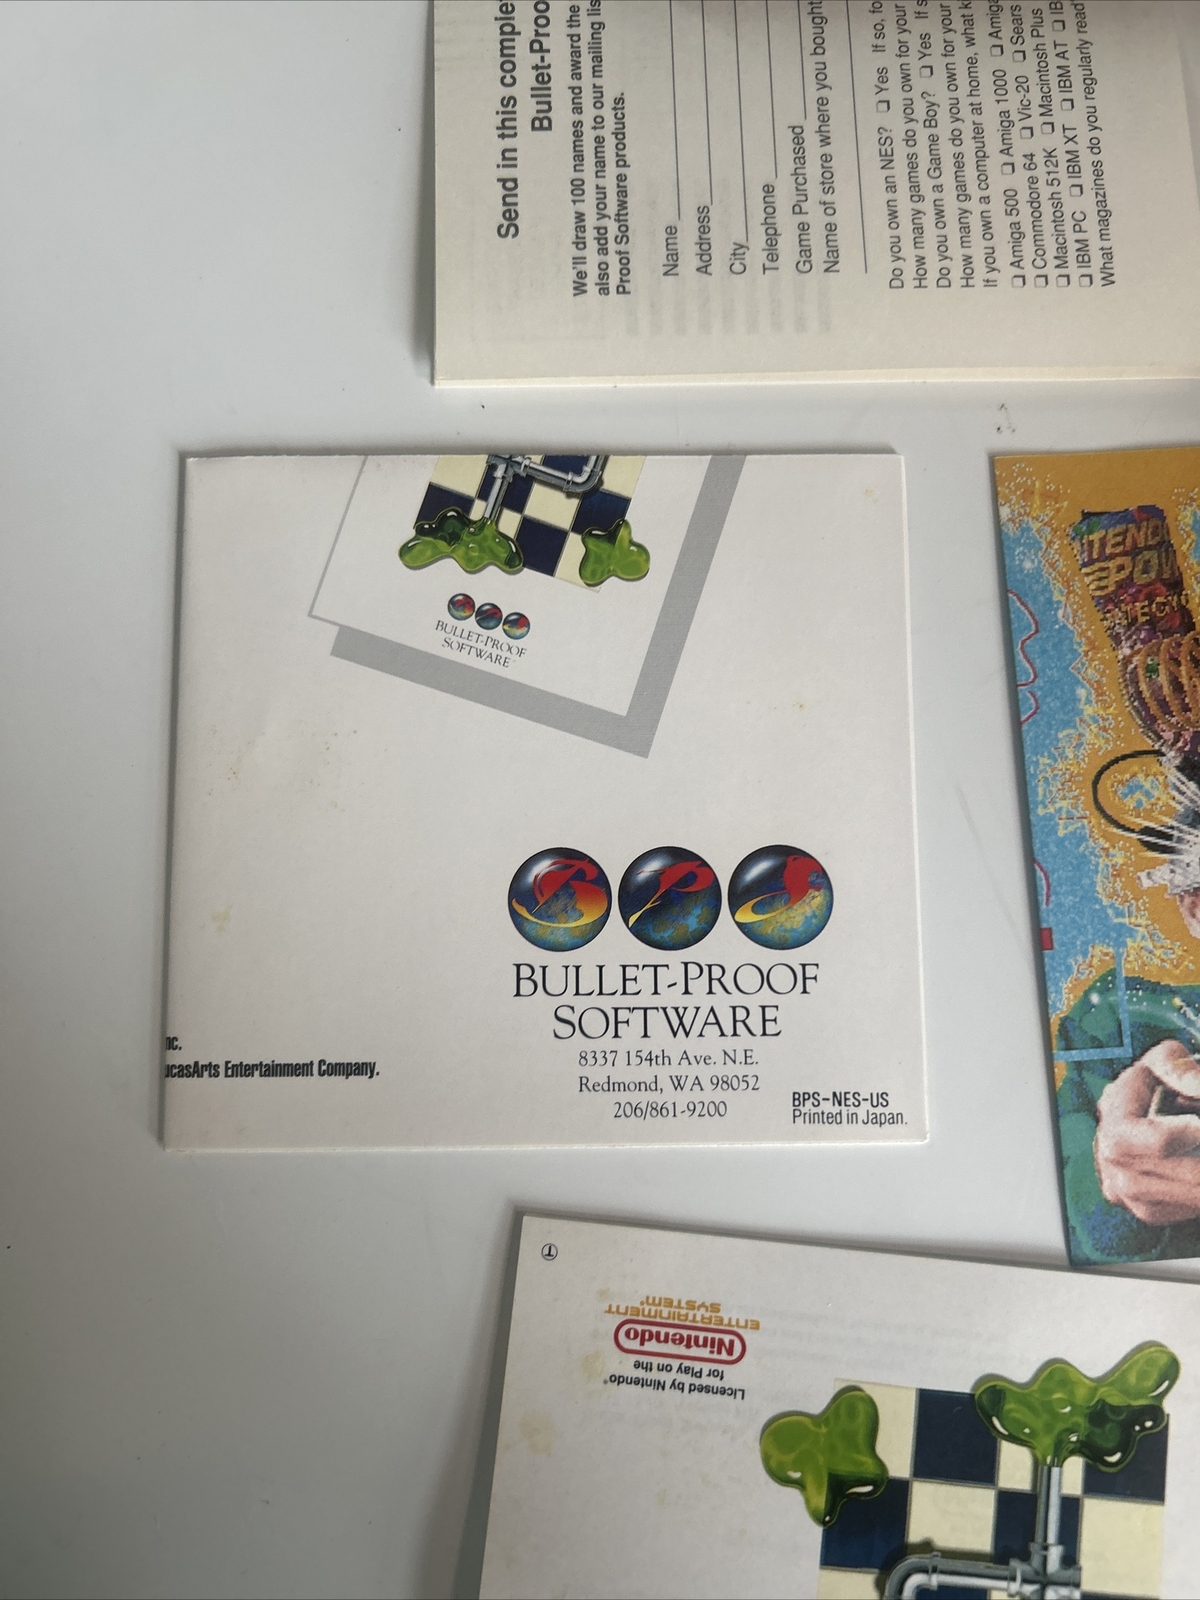 Send in this comple
Bullet-Proo
We'll draw 100 names and award the
also add your name to our mailing lis
Proof Software products.
Name
Address
City
Telephone
Game Purchased
Name of store where you bought
Do you own an NES? ❑ Yes If so, fo
How many games do you own for your
Do you own a Game Boy? ❑ Yes If s
How many games do you own for your
If you own a computer at home, what k
❑ Amiga 500 ❑ Amiga 1000 ❑ Amiga
❑ Commodore 64 ❑ Vic-20 ❑ Sears
❑ Macintosh 512K ❑ Macintosh Plus
❑ IBM PC ❑ IBM XT ❑ IBM AT ❑ IB
What magazines do you regularly read
BULLET-PROOF
SOFTWARE
TEND
POW
BPS
BULLET-PROOF
SOFTWARE
8337 154th Ave. N.E.
Redmond, WA 98052
206/861-9200
nc.
ucasArts Entertainment Company.
BPS-NES-US
Printed in Japan.
T
Licensed by Nintendo®
for Play on the
Nintendo
ENTERTAINMENT
SYSTEM™